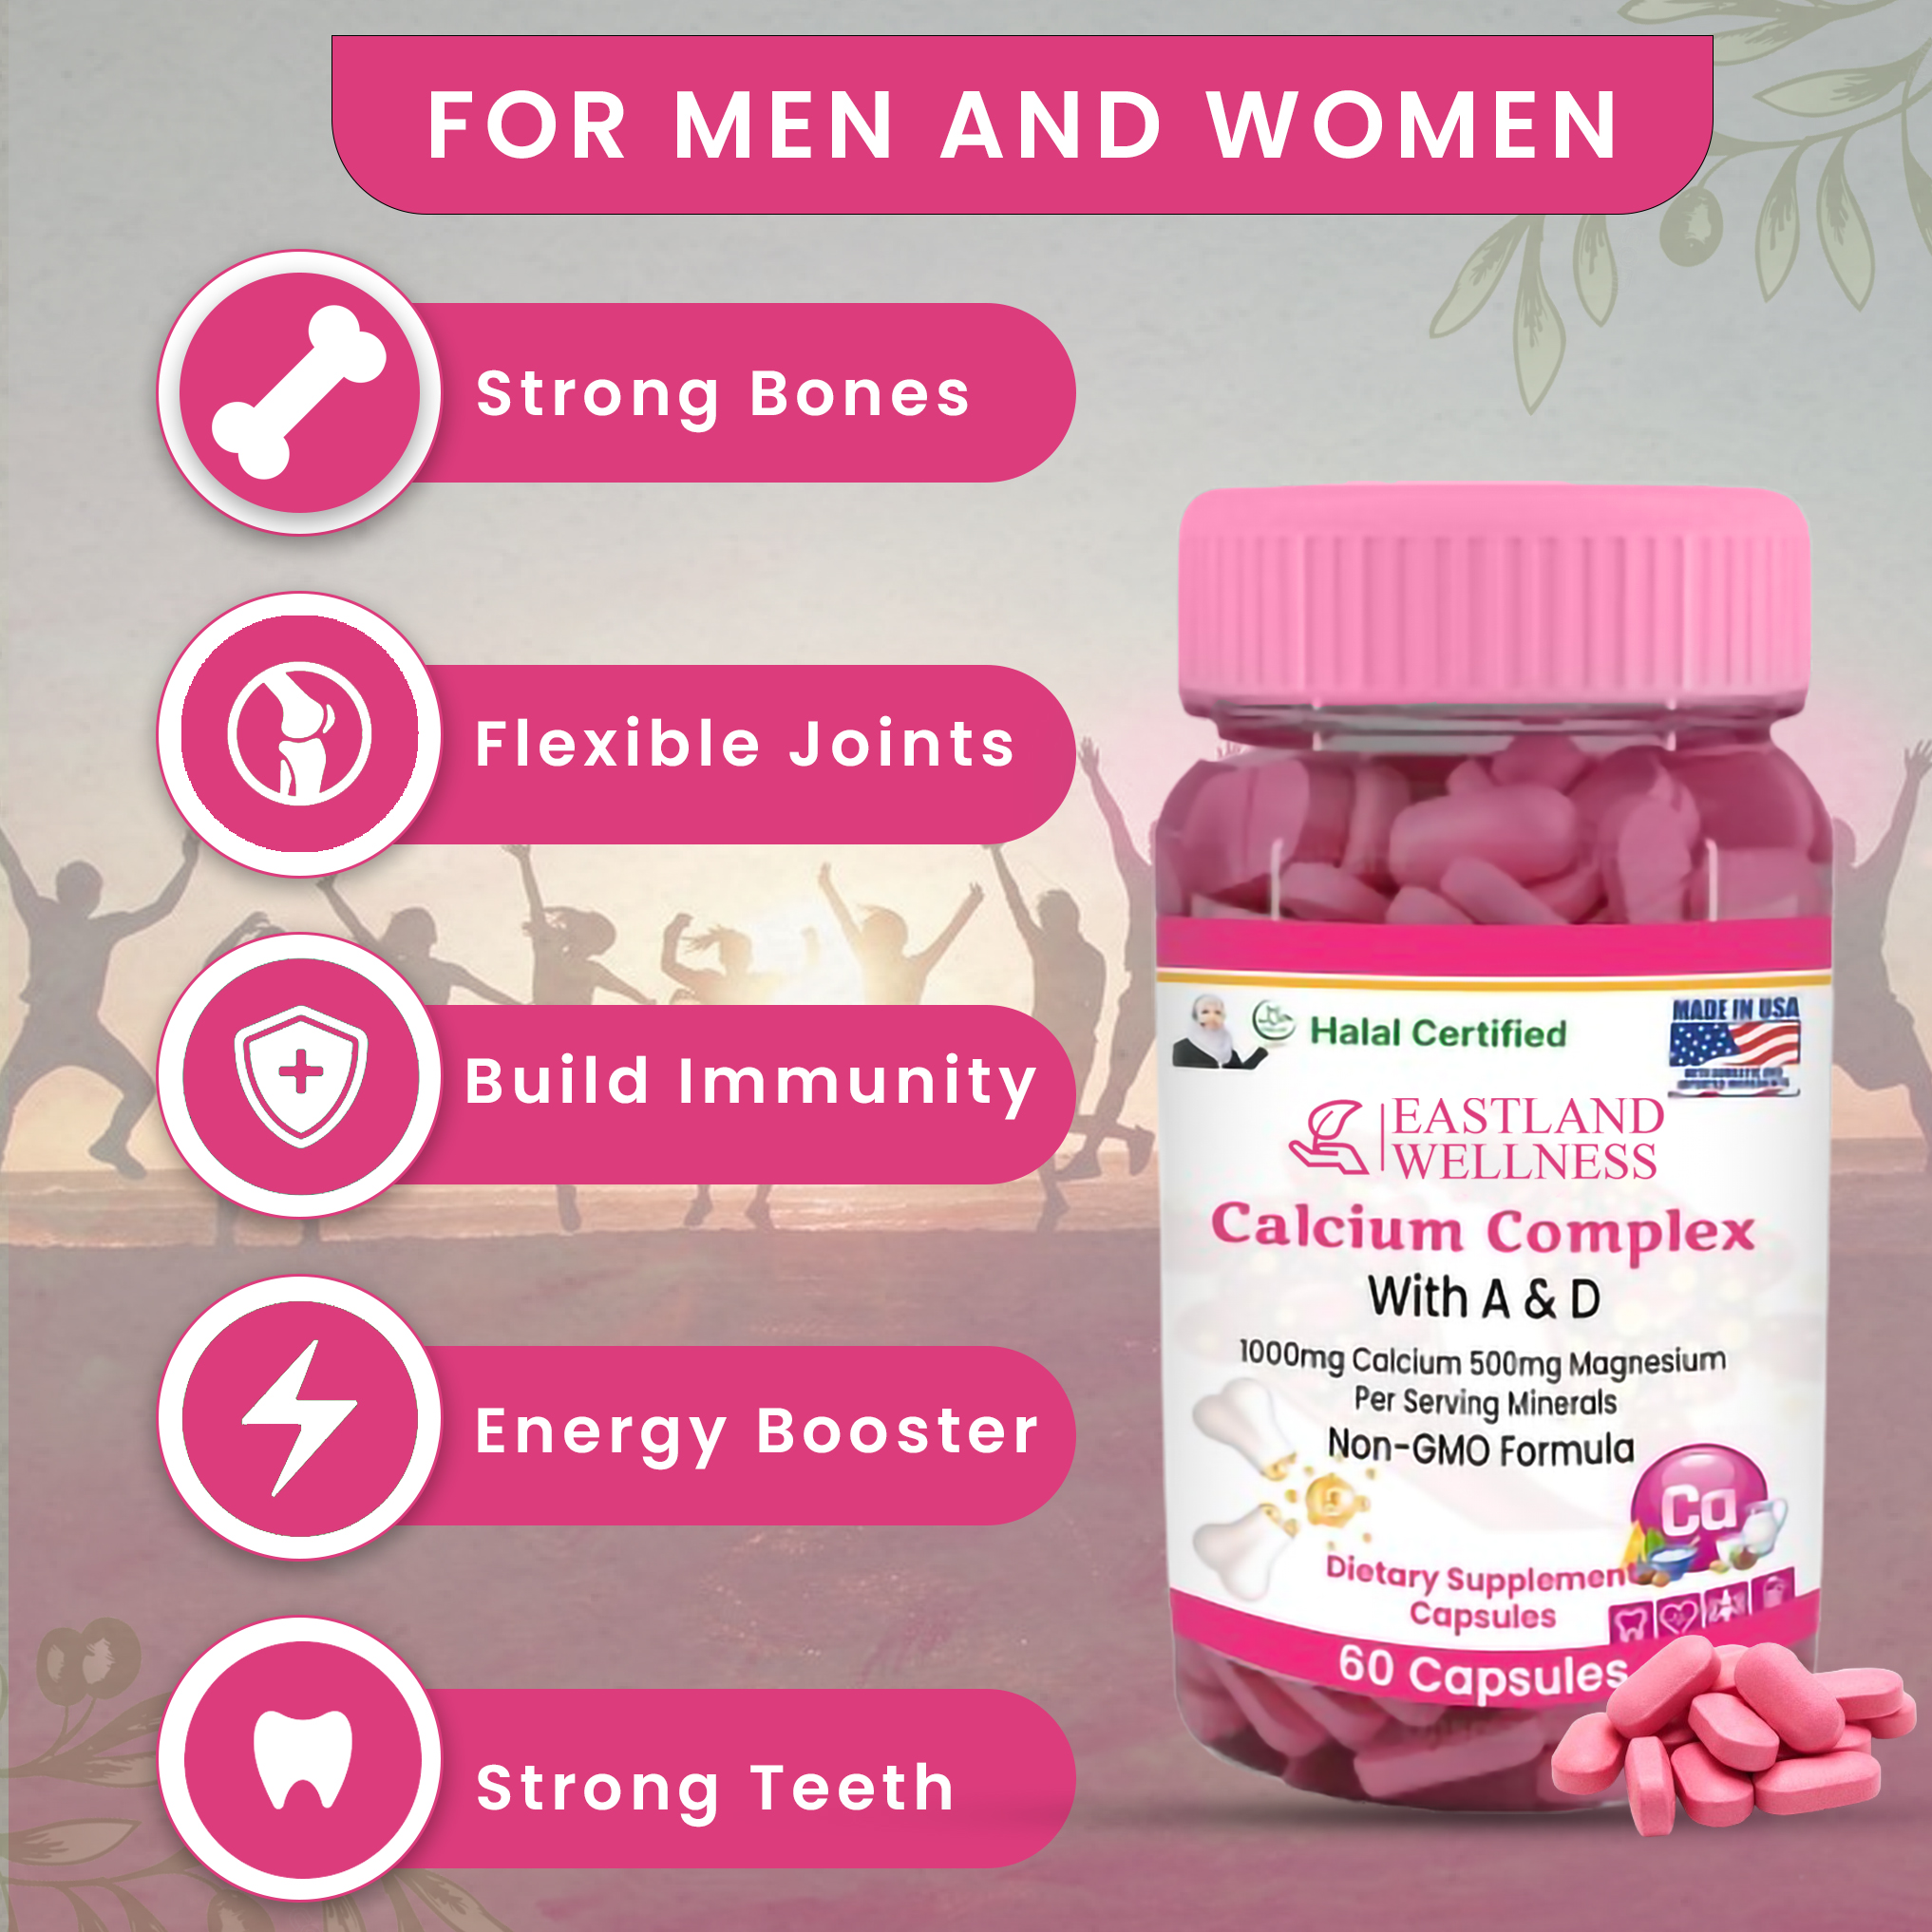 FOR MEN AND WOMEN
Strong Bones
Flexible Joints
Build Immunity
Energy Booster
Strong Teeth
Halal Certified
MADE IN USA
EASTLAND
WELLNESS
Calcium Complex
With A & D
1000mg Calcium 500mg Magnesium
Per Serving Minerals
Non-GMO Formula
Ca
Dietary Supplement
Capsules
60 Capsules